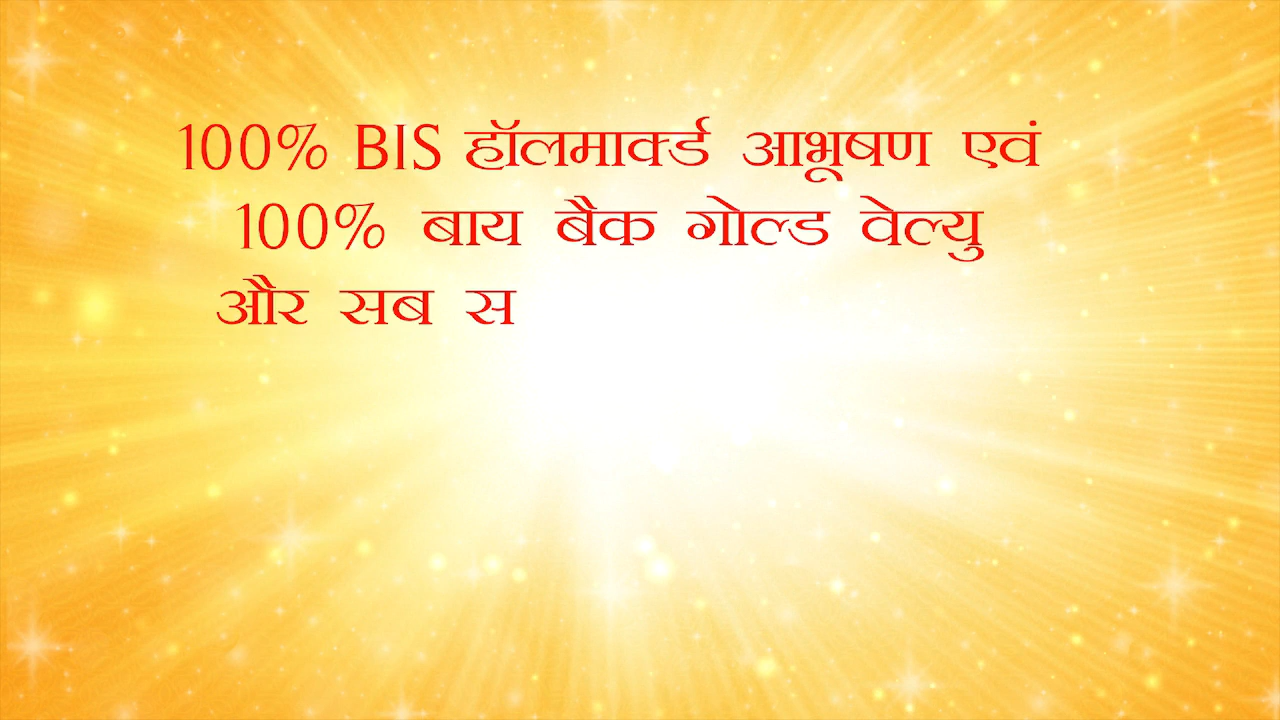 100% BIS हॉलमार्क्ड आभूषण एवं
100% बाय बैक गोल्ड वेल्यु
और सब स